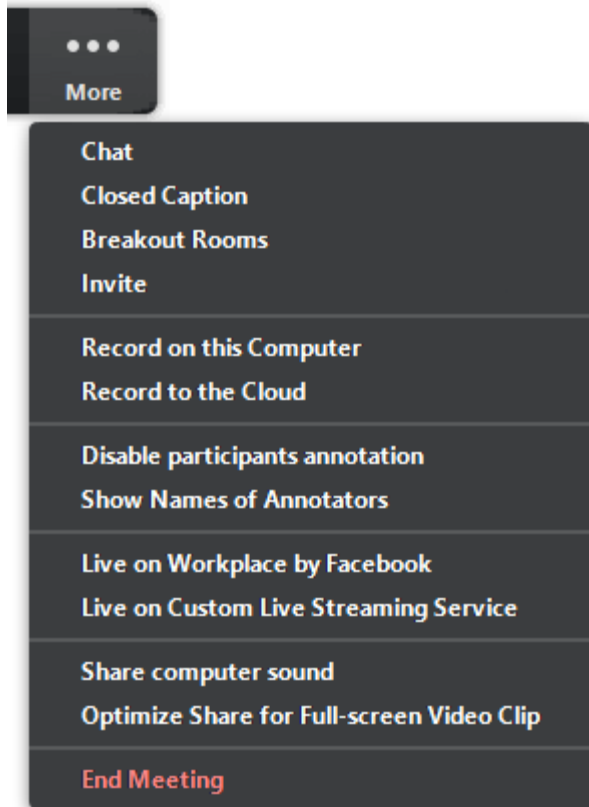 More
Chat
Closed Caption
Breakout Rooms
Invite
Record on this Computer
Record to the Cloud
Disable participants annotation
Show Names of Annotators
Live on Workplace by Facebook
Live on Custom Live Streaming Service
Share computer sound
Optimize Share for Full-screen Video Clip
End Meeting